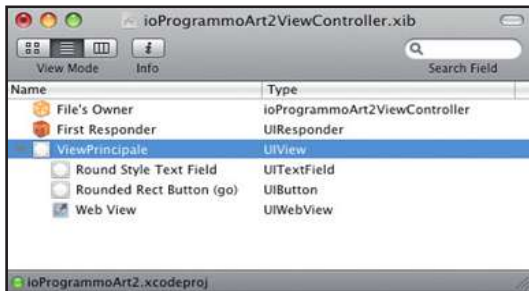 ioProgrammoArt2ViewController.xib
View Mode Info Search Field
Name Type
File's Owner ioProgrammoArt2ViewController
First Responder UIResponder
ViewPrincipale UIView
Round Style Text Field UITextField
Rounded Rect Button (go) UIButton
Web View UIWebView
ioProgrammoArt2.xcodeproj